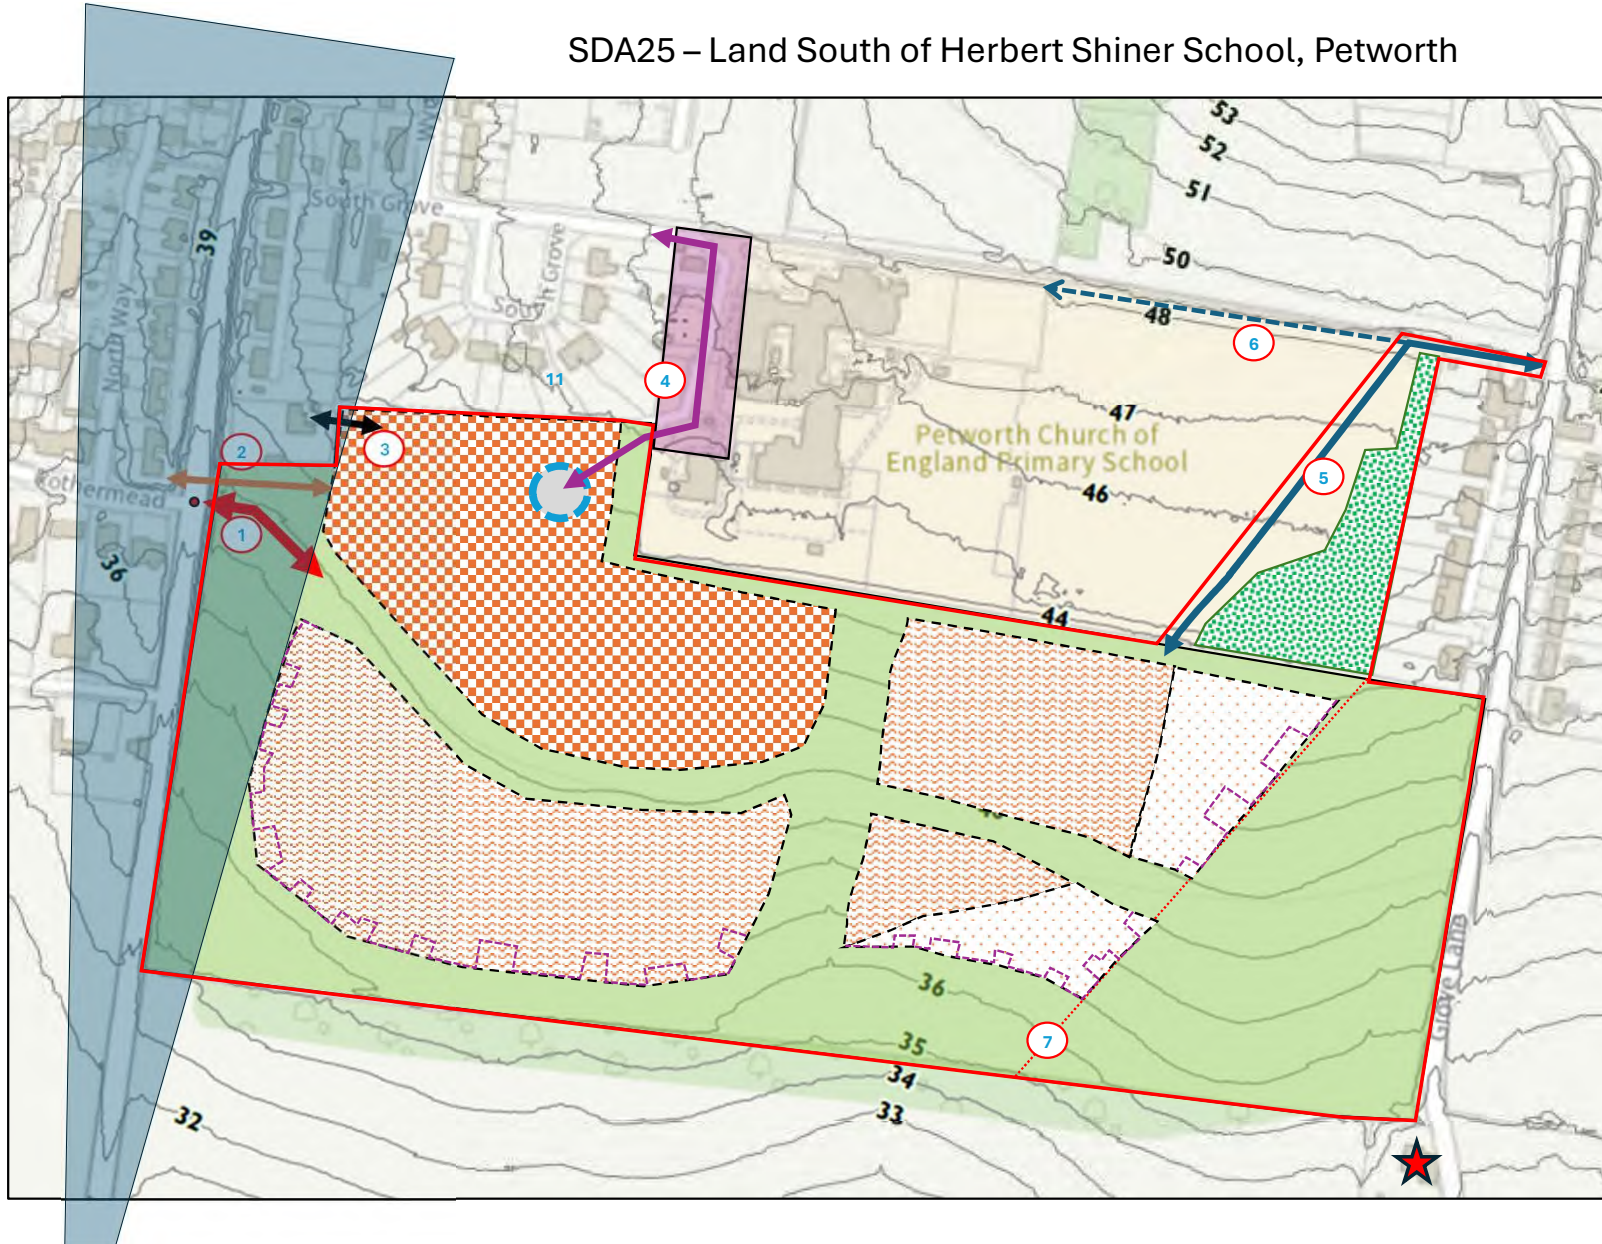 SDA25 – Land South of Herbert Shiner School, Petworth
53
52
51
50
South Grove
39
South Grove
48
6
North Way
11
4
47
Petworth Church of
England Primary School
2
3
5
46
Rothermead
1
36
44
36
7
35
34
33
32
Grove Lane